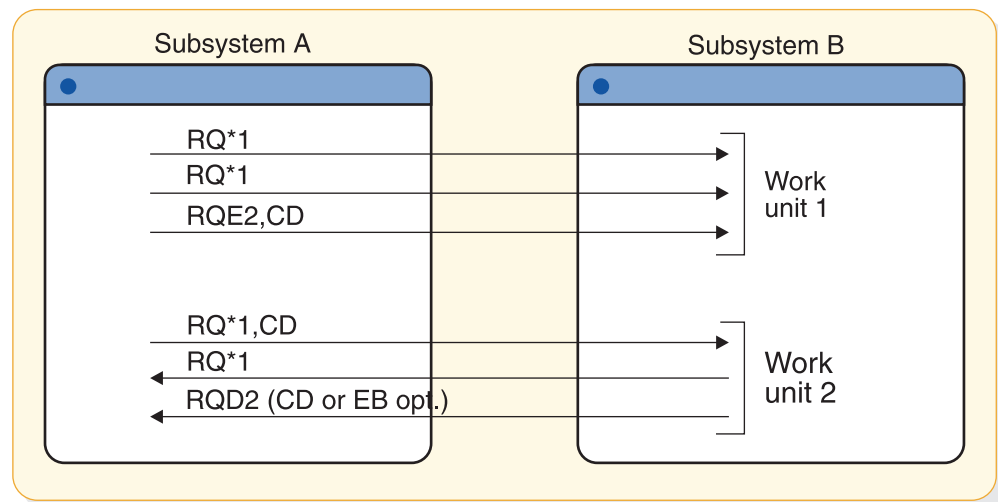 Subsystem A
Subsystem B
RQ*1
RQ*1
RQE2,CD
Work
unit 1
RQ*1,CD
RQ*1
RQD2 (CD or EB opt.)
Work
unit 2